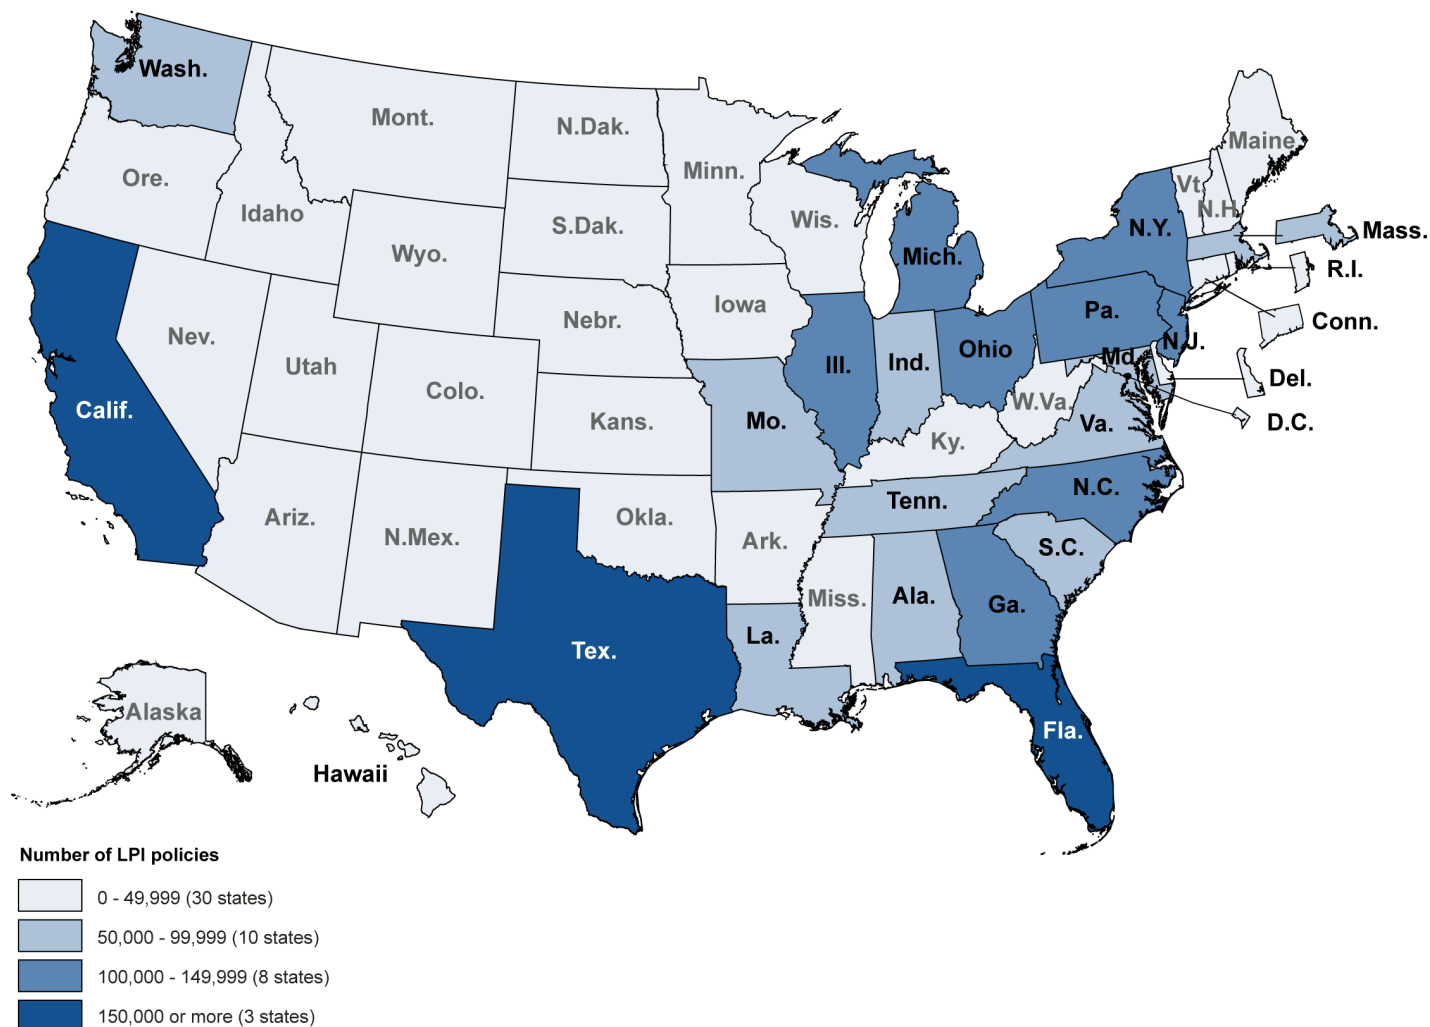 Wash.
Mont.
N.Dak.
Minn.
Maine
Ore.
Idaho
Wyo.
S.Dak.
Wis.
Mich.
N.Y.
Vt.
N.H.
Mass.
R.I.
Conn.
Nev.
Utah
Colo.
Nebr.
Iowa
Ill.
Ind.
Ohio
Pa.
N.J.
Md.
Del.
D.C.
Calif.
Kans.
Mo.
Ky.
W.Va.
Va.
Ariz.
N.Mex.
Okla.
Ark.
Tenn.
N.C.
S.C.
Tex.
La.
Miss.
Ala.
Ga.
Fla.
Alaska
Hawaii
Number of LPI policies
0 - 49,999 (30 states)
50,000 - 99,999 (10 states)
100,000 - 149,999 (8 states)
150,000 or more (3 states)